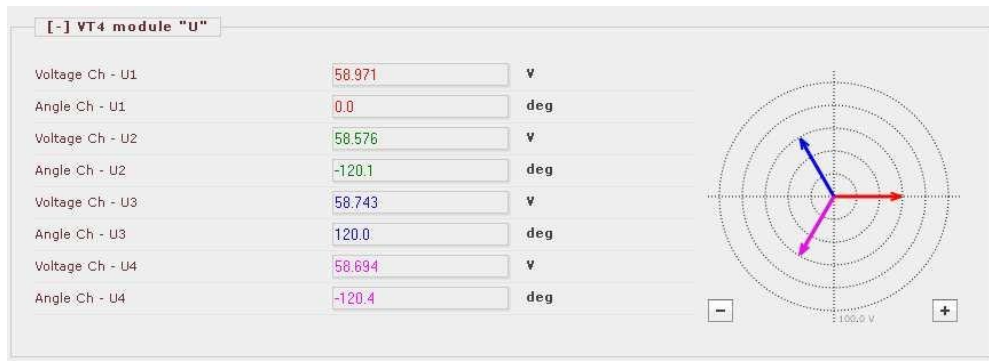 [-] VT4 module "U"
Voltage Ch - U1 58.971 V
Angle Ch - U1 0.0 deg
Voltage Ch - U2 58.576 V
Angle Ch - U2 -120.1 deg
Voltage Ch - U3 58.743 V
Angle Ch - U3 120.0 deg
Voltage Ch - U4 58.694 V
Angle Ch - U4 -120.4 deg
- +
100.0 V